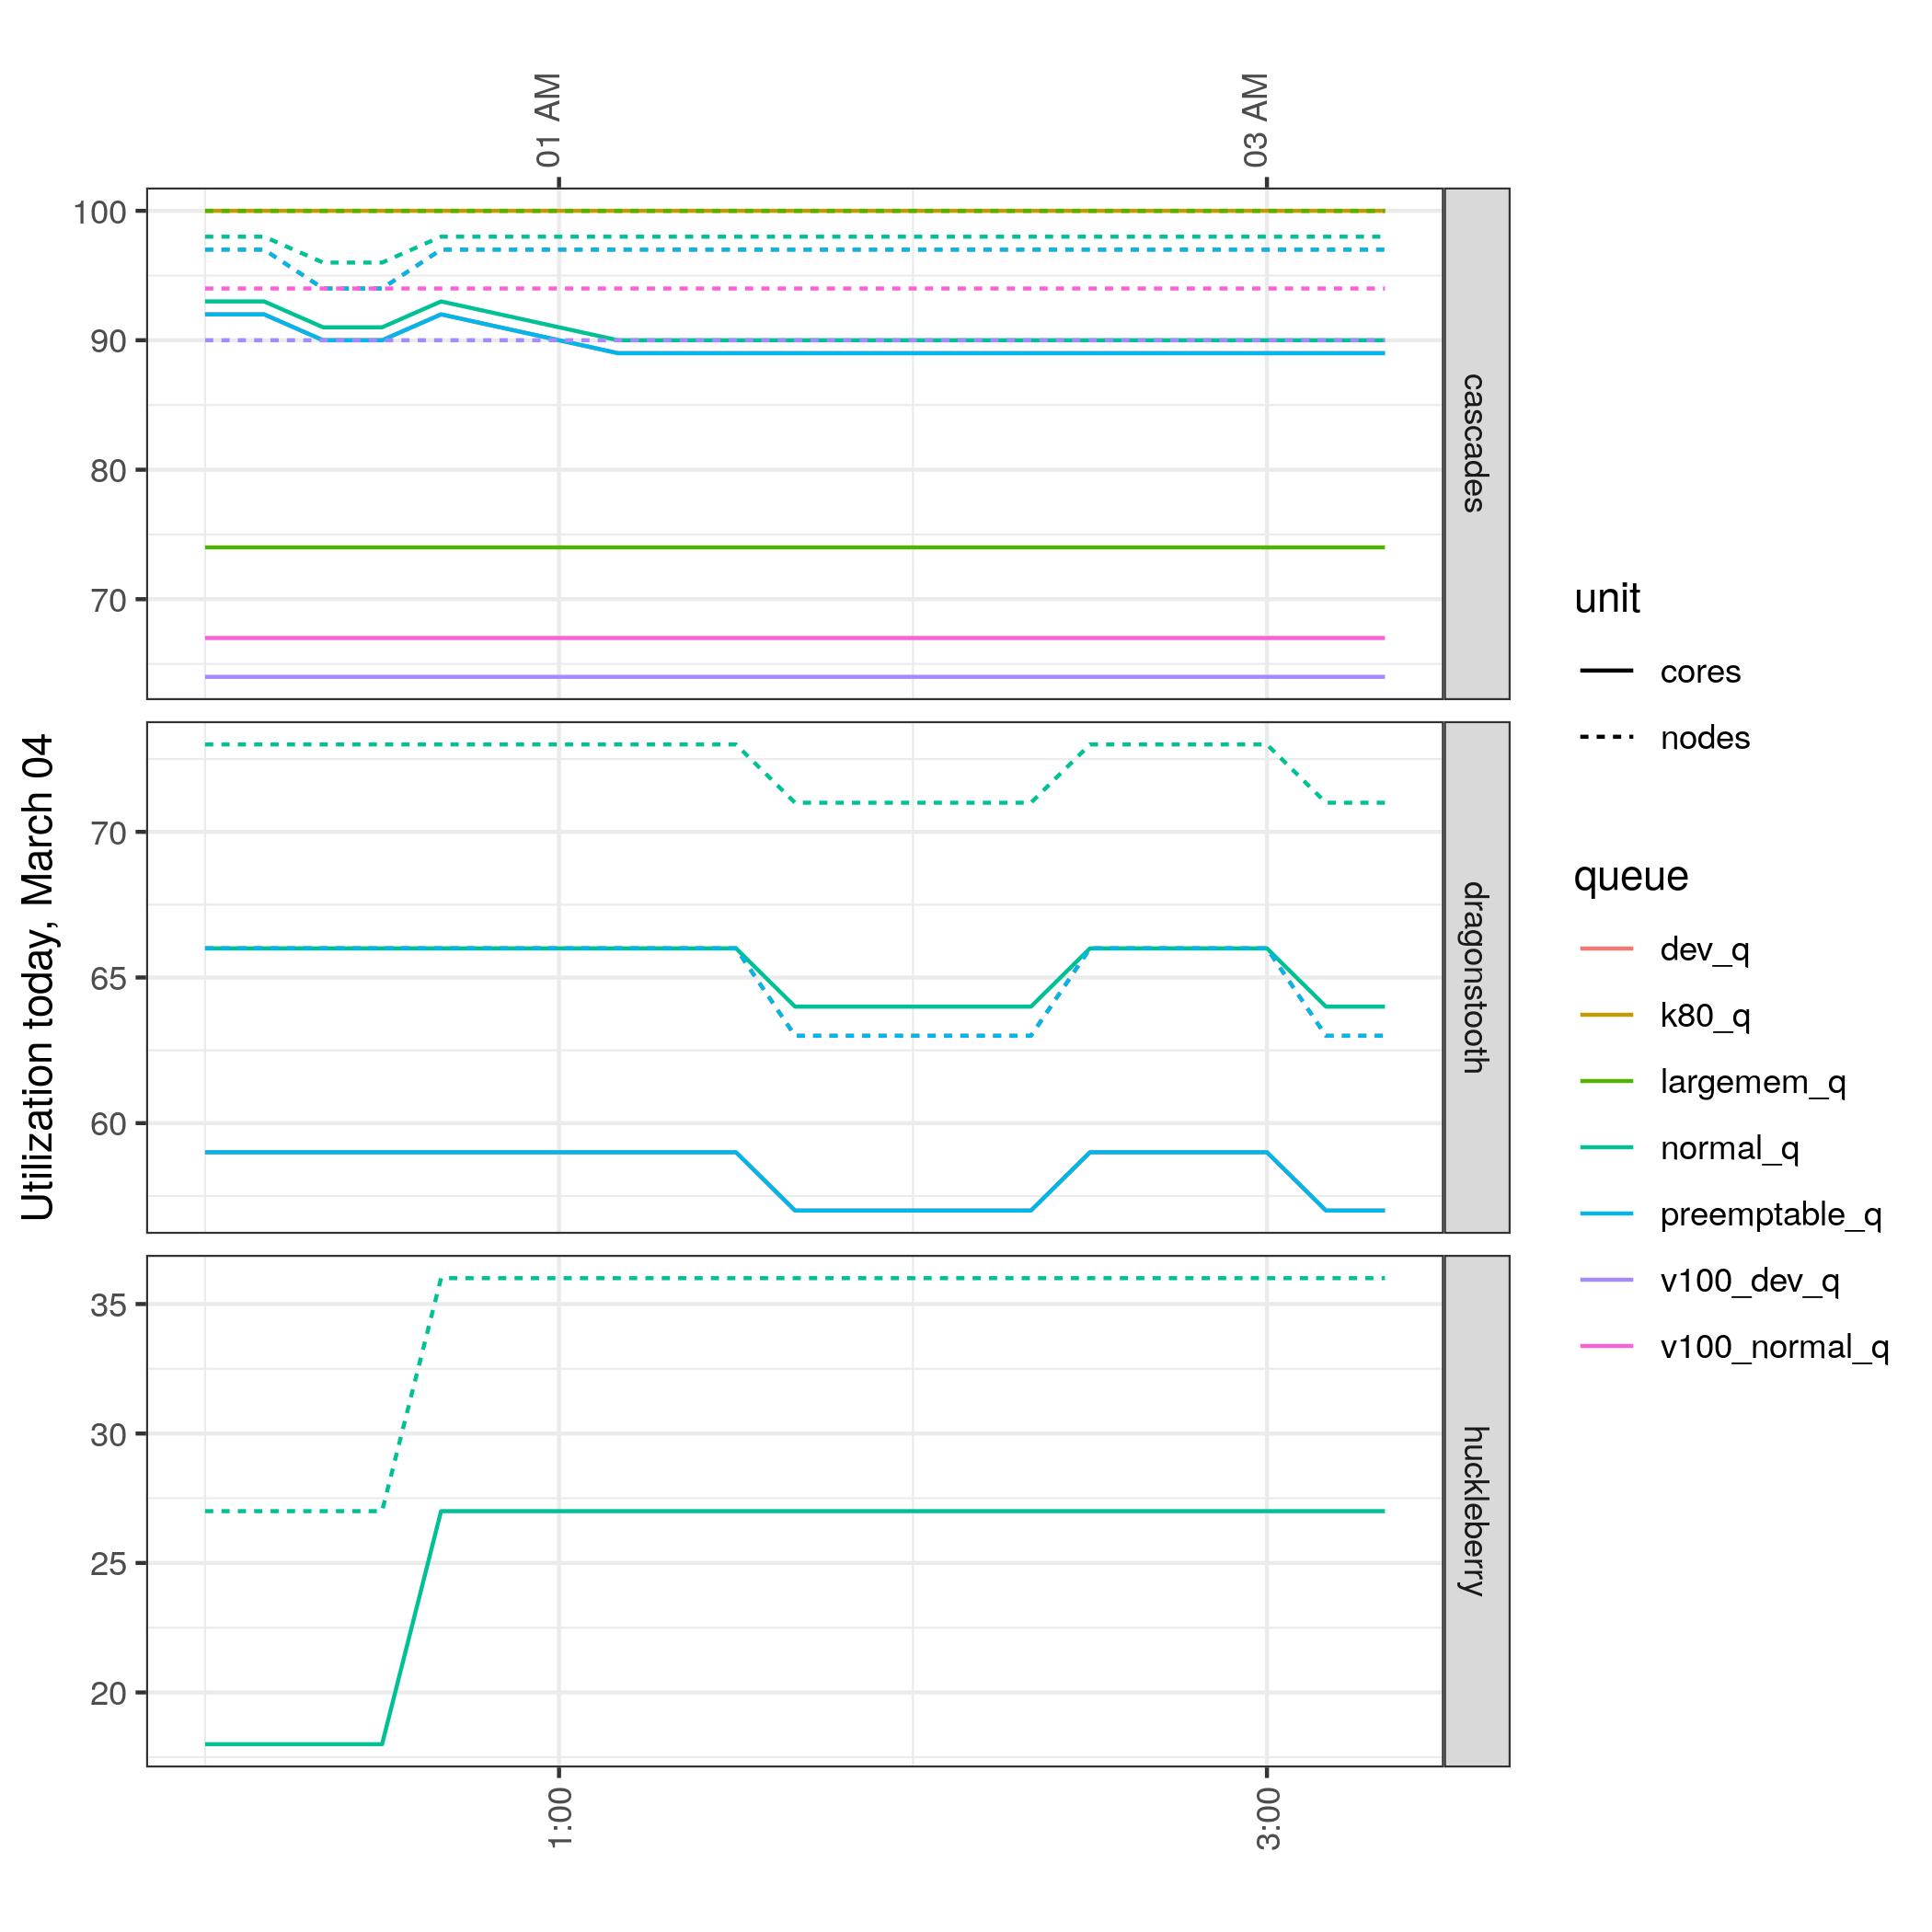 01 AM
03 AM
100
90
80
70
cascades
Utilization today, March 04
70
65
60
dragonstooth
35
30
25
20
huckleberry
1:00
3:00
unit
cores
nodes
queue
dev_q
k80_q
largemem_q
normal_q
preemptable_q
v100_dev_q
v100_normal_q